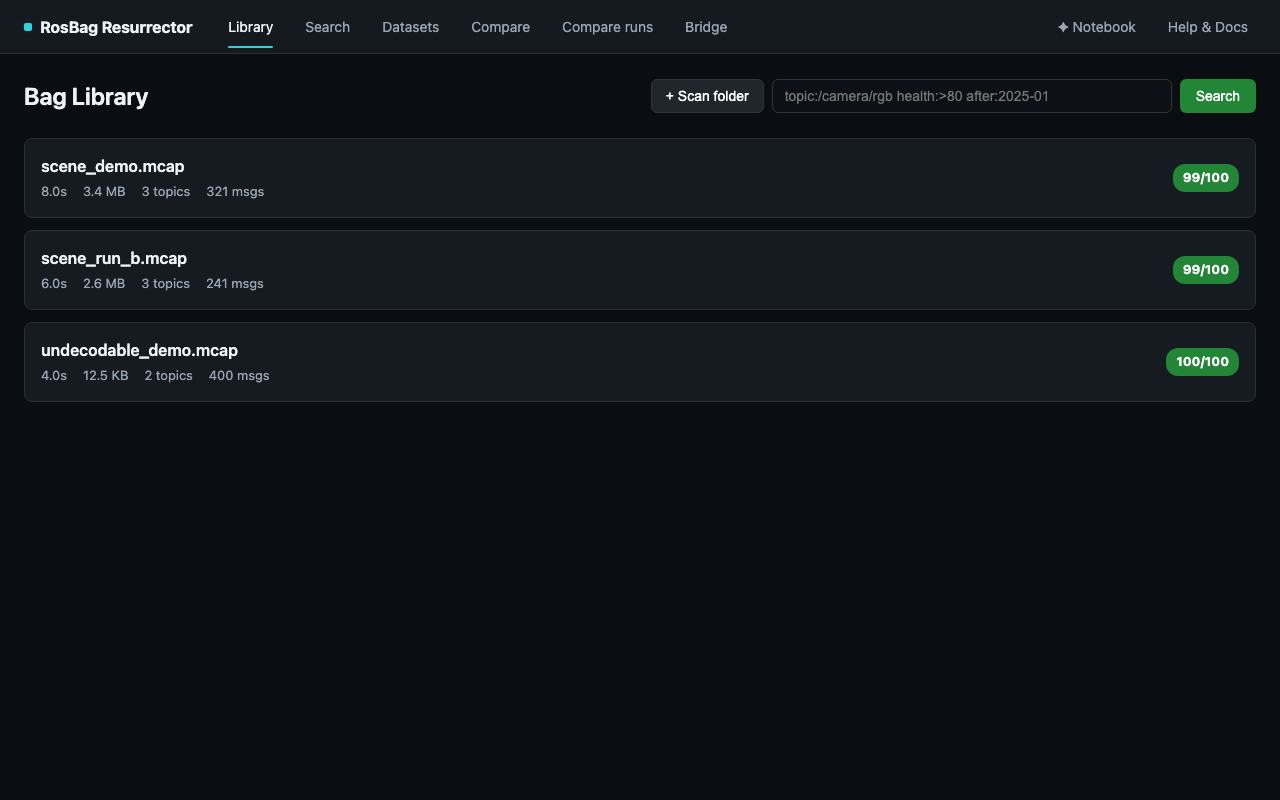 RosBag Resurrector Library Search Datasets Compare Compare runs Bridge ✦ Notebook Help & Docs
Bag Library + Scan folder topic:/camera/rgb health:>80 after:2025-01 Search
scene_demo.mcap
8.0s 3.4 MB 3 topics 321 msgs
99/100
scene_run_b.mcap
6.0s 2.6 MB 3 topics 241 msgs
99/100
undecodable_demo.mcap
4.0s 12.5 KB 2 topics 400 msgs
100/100